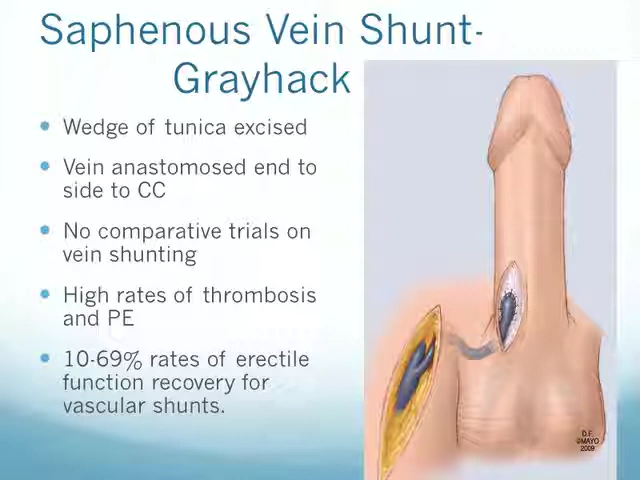 Saphenous Vein Shunt-
Grayhack
Wedge of tunica excised
Vein anastomosed end to
side to CC
No comparative trials on
vein shunting
High rates of thrombosis
and PE
10-69% rates of erectile
function recovery for
vascular shunts.
D.F.
©MAYO
2009